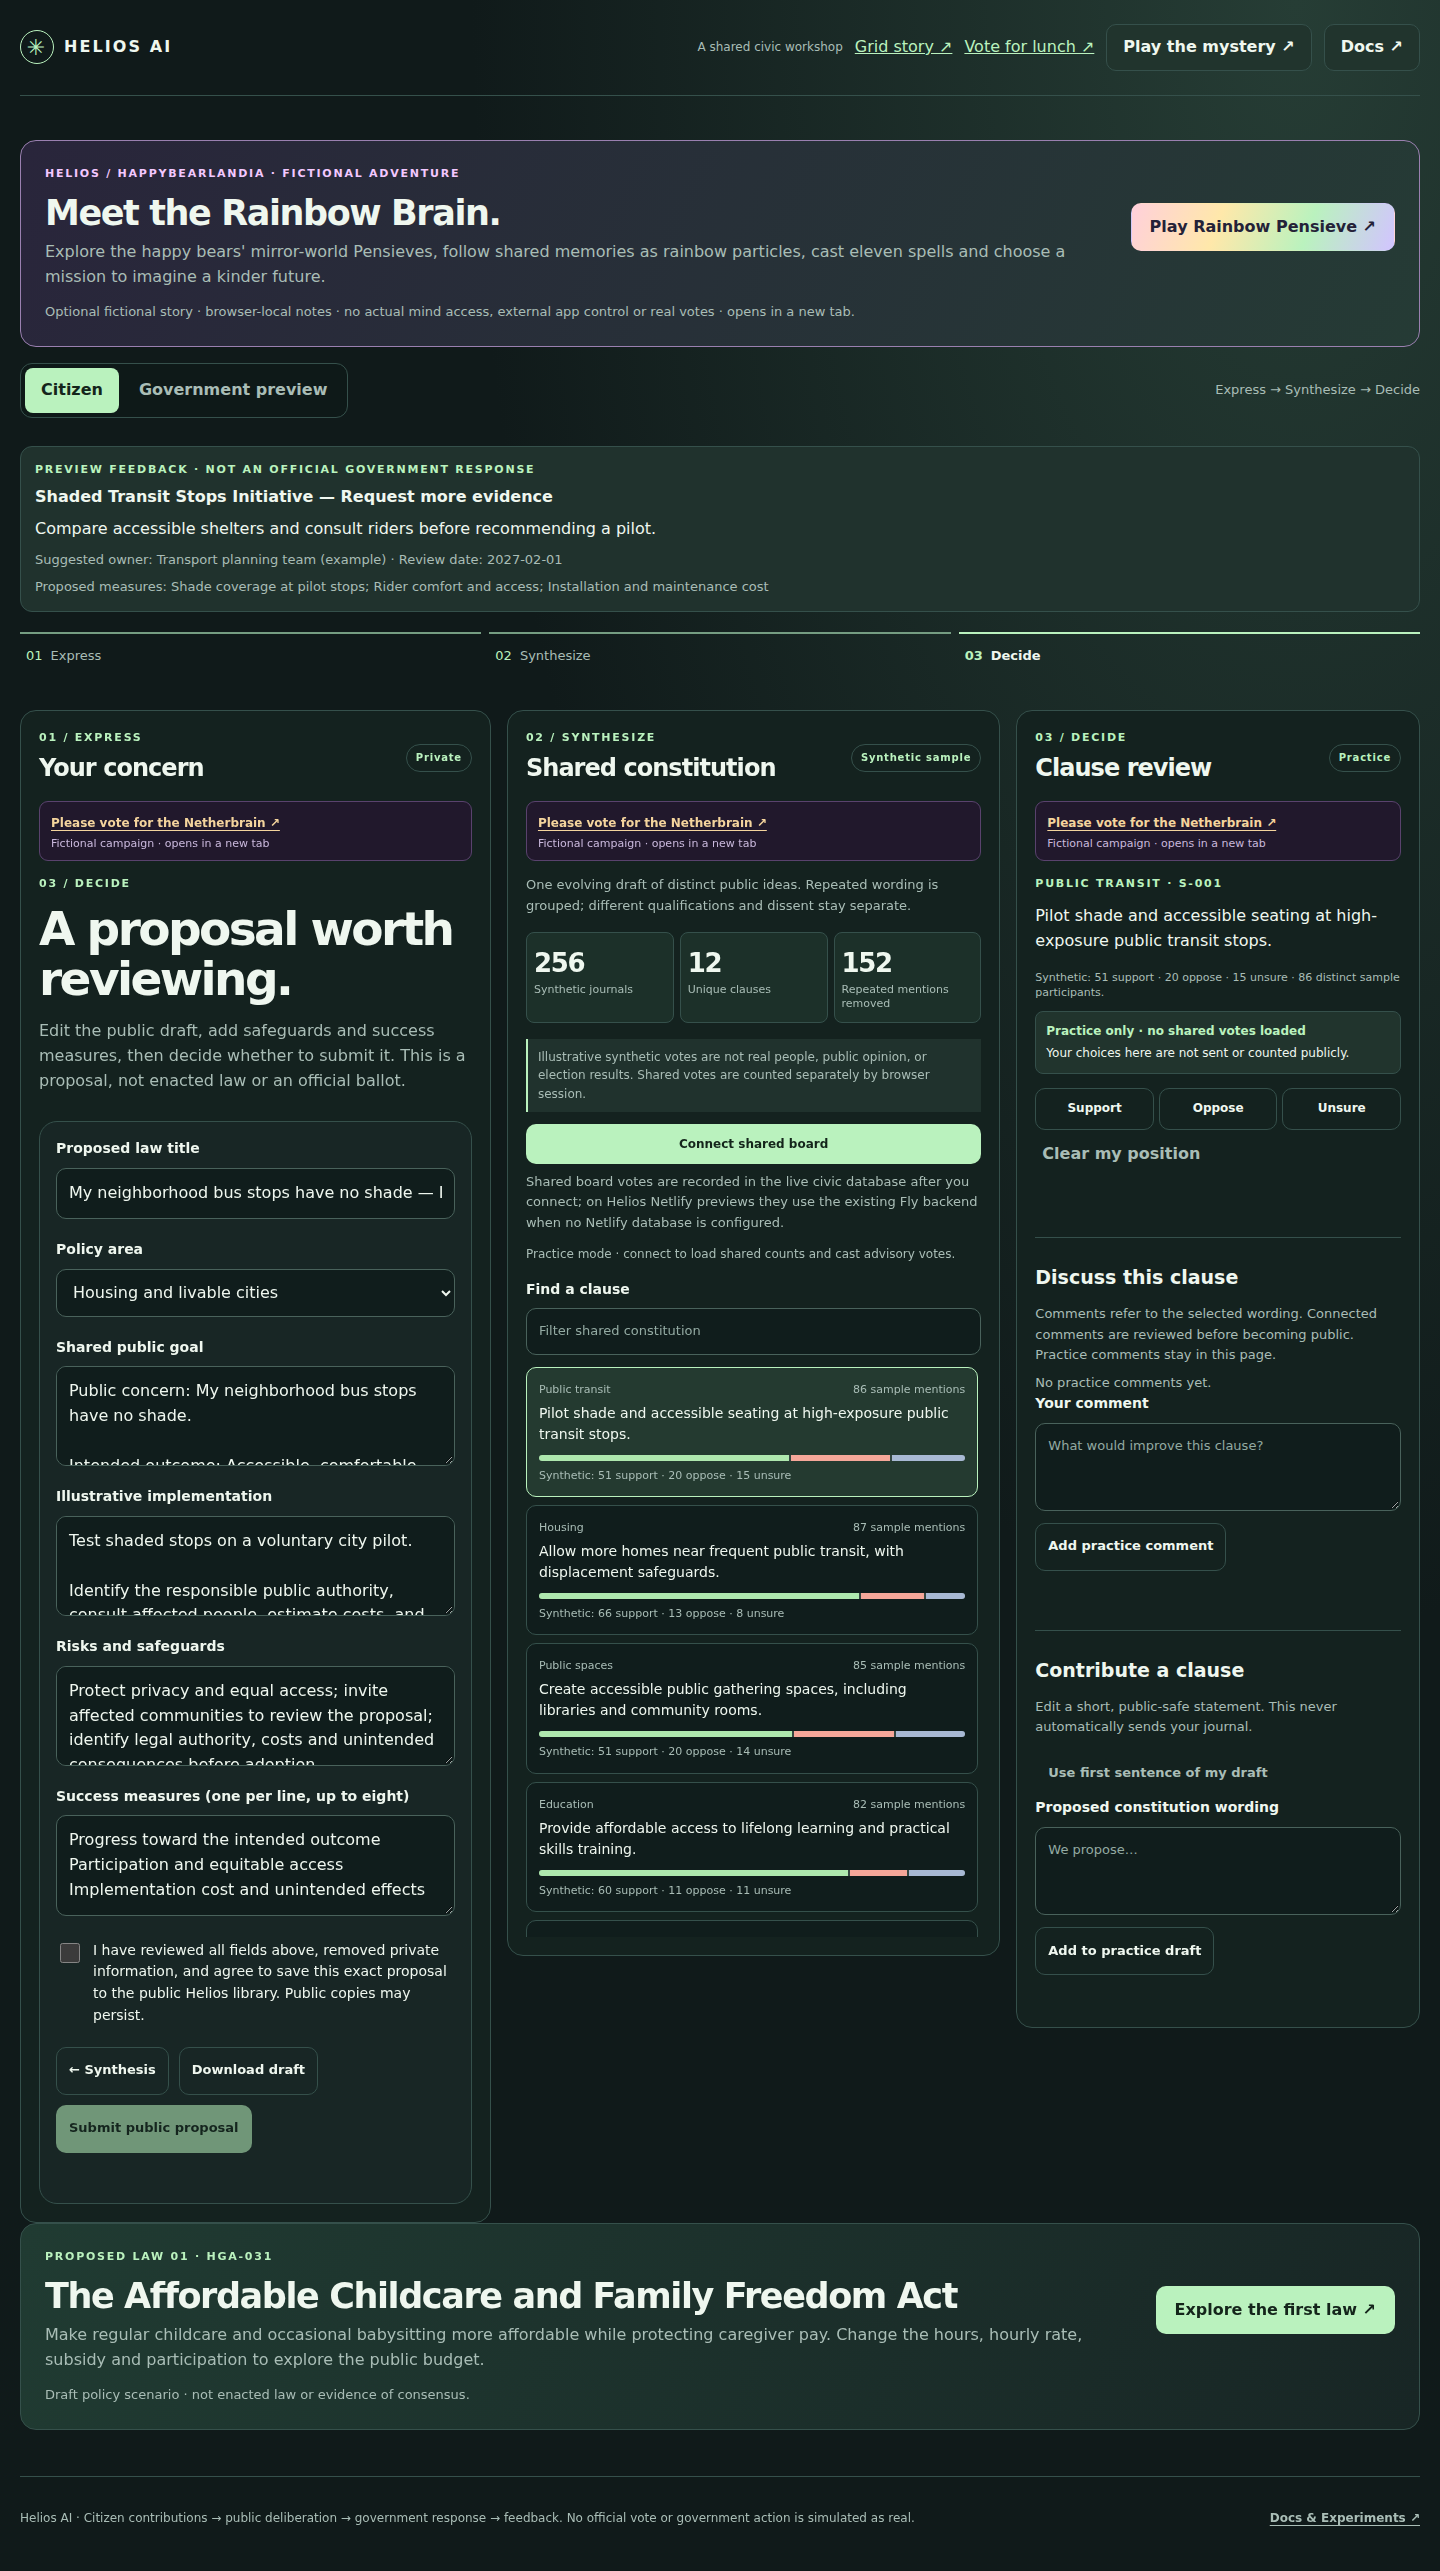 HELIOS AI
A shared civic workshop
Grid story ↗
Vote for lunch ↗
Play the mystery ↗
Docs ↗
HELIOS / HAPPYBEARLANDIA · FICTIONAL ADVENTURE
Meet the Rainbow Brain.
Explore the happy bears' mirror-world Pensieves, follow shared memories as rainbow particles, cast eleven spells and choose a
mission to imagine a kinder future.
Optional fictional story · browser-local notes · no actual mind access, external app control or real votes · opens in a new tab.
Play Rainbow Pensieve ↗
Citizen
Government preview
Express → Synthesize → Decide
PREVIEW FEEDBACK · NOT AN OFFICIAL GOVERNMENT RESPONSE
Shaded Transit Stops Initiative — Request more evidence
Compare accessible shelters and consult riders before recommending a pilot.
Suggested owner: Transport planning team (example) · Review date: 2027-02-01
Proposed measures: Shade coverage at pilot stops; Rider comfort and access; Installation and maintenance cost
01 Express
02 Synthesize
03 Decide
01 / EXPRESS
Your concern
Private
Please vote for the Netherbrain ↗
Fictional campaign · opens in a new tab
03 / DECIDE
A proposal worth
reviewing.
Edit the public draft, add safeguards and success
measures, then decide whether to submit it. This is a
proposal, not enacted law or an official ballot.
Proposed law title
My neighborhood bus stops have no shade — I
Policy area
Housing and livable cities
Shared public goal
Public concern: My neighborhood bus stops
have no shade.
Intended outcome: Accessible, comfortable
Illustrative implementation
Test shaded stops on a voluntary city pilot.
Identify the responsible public authority,
consult affected people, estimate costs, and
Risks and safeguards
Protect privacy and equal access; invite
affected communities to review the proposal;
identify legal authority, costs and unintended
consequences before adoption.
Success measures (one per line, up to eight)
Progress toward the intended outcome
Participation and equitable access
Implementation cost and unintended effects
I have reviewed all fields above, removed private
information, and agree to save this exact proposal
to the public Helios library. Public copies may
persist.
← Synthesis
Download draft
Submit public proposal
02 / SYNTHESIZE
Shared constitution
Synthetic sample
Please vote for the Netherbrain ↗
Fictional campaign · opens in a new tab
One evolving draft of distinct public ideas. Repeated wording is
grouped; different qualifications and dissent stay separate.
256
Synthetic journals
12
Unique clauses
152
Repeated mentions
removed
Illustrative synthetic votes are not real people, public opinion, or
election results. Shared votes are counted separately by browser
session.
Connect shared board
Shared board votes are recorded in the live civic database after you
connect; on Helios Netlify previews they use the existing Fly backend
when no Netlify database is configured.
Practice mode · connect to load shared counts and cast advisory votes.
Find a clause
Filter shared constitution
Public transit
86 sample mentions
Pilot shade and accessible seating at high-exposure public
transit stops.
Synthetic: 51 support · 20 oppose · 15 unsure
Housing
87 sample mentions
Allow more homes near frequent public transit, with
displacement safeguards.
Synthetic: 66 support · 13 oppose · 8 unsure
Public spaces
85 sample mentions
Create accessible public gathering spaces, including
libraries and community rooms.
Synthetic: 51 support · 20 oppose · 14 unsure
Education
82 sample mentions
Provide affordable access to lifelong learning and practical
skills training.
Synthetic: 60 support · 11 oppose · 11 unsure
03 / DECIDE
Clause review
Practice
Please vote for the Netherbrain ↗
Fictional campaign · opens in a new tab
PUBLIC TRANSIT · S-001
Pilot shade and accessible seating at high-
exposure public transit stops.
Synthetic: 51 support · 20 oppose · 15 unsure · 86 distinct sample
participants.
Practice only · no shared votes loaded
Your choices here are not sent or counted publicly.
Support
Oppose
Unsure
Clear my position
Discuss this clause
Comments refer to the selected wording. Connected
comments are reviewed before becoming public.
Practice comments stay in this page.
No practice comments yet.
Your comment
What would improve this clause?
Add practice comment
Contribute a clause
Edit a short, public-safe statement. This never
automatically sends your journal.
Use first sentence of my draft
Proposed constitution wording
We propose…
Add to practice draft
PROPOSED LAW 01 · HGA-031
The Affordable Childcare and Family Freedom Act
Make regular childcare and occasional babysitting more affordable while protecting caregiver pay. Change the hours, hourly rate,
subsidy and participation to explore the public budget.
Draft policy scenario · not enacted law or evidence of consensus.
Explore the first law ↗
Helios AI · Citizen contributions → public deliberation → government response → feedback. No official vote or government action is simulated as real.
Docs & Experiments ↗